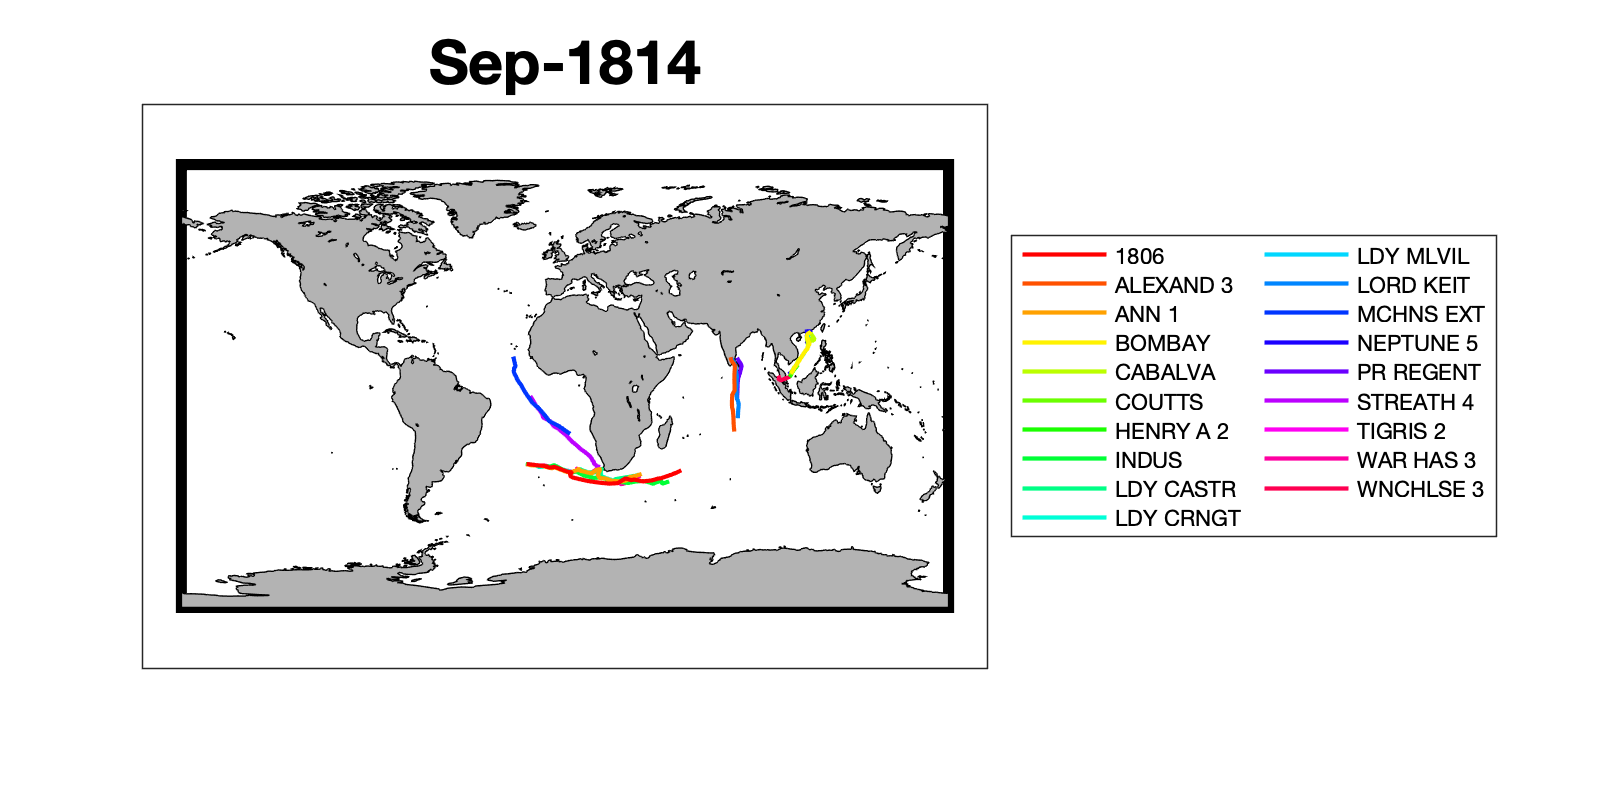 Sep-1814
1806
ALEXAND 3
ANN 1
BOMBAY
CABALVA
COUTTS
HENRY A 2
INDUS
LDY CASTR
LDY CRNGT
LDY MLVIL
LORD KEIT
MCHNS EXT
NEPTUNE 5
PR REGENT
STREATH 4
TIGRIS 2
WAR HAS 3
WNCHLSE 3